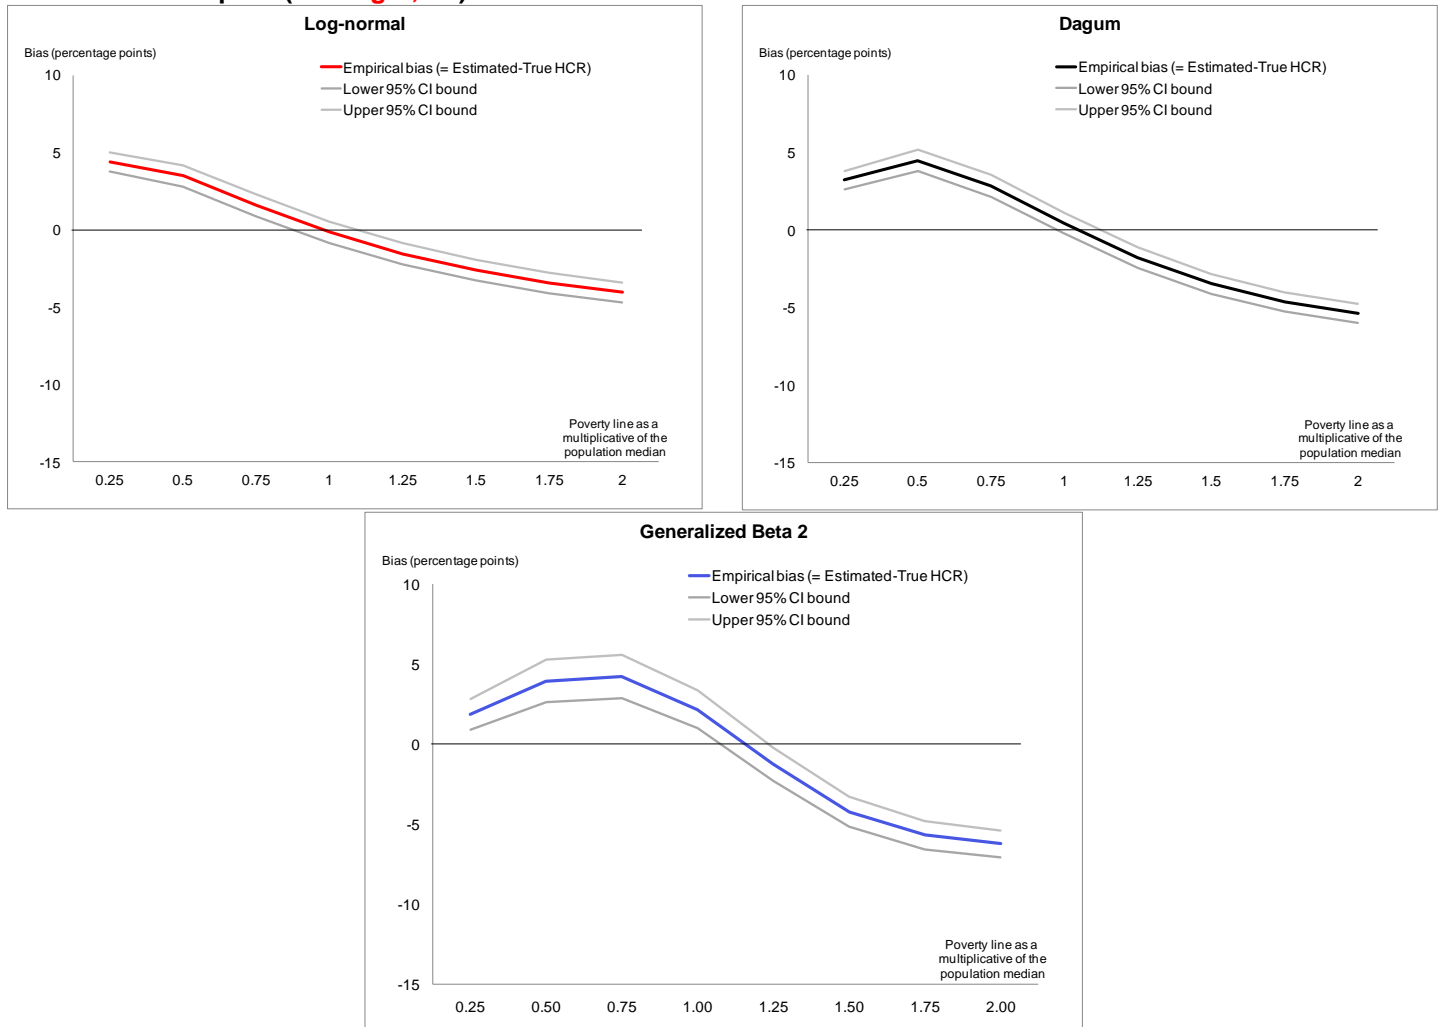 Log-normal
Bias (percentage points)
Empirical bias (= Estimated-True HCR)
Lower 95% CI bound
Upper 95% CI bound
10
5
0
-5
-10
-15
Poverty line as a
multiplicative of the
population median
0.25 0.5 0.75 1 1.25 1.5 1.75 2
Dagum
Bias (percentage points)
Empirical bias (= Estimated-True HCR)
Lower 95% CI bound
Upper 95% CI bound
10
5
0
-5
-10
-15
Poverty line as a
multiplicative of the
population median
0.25 0.5 0.75 1 1.25 1.5 1.75 2
Generalized Beta 2
Bias (percentage points)
Empirical bias (= Estimated-True HCR)
Lower 95% CI bound
Upper 95% CI bound
10
5
0
-5
-10
-15
Poverty line as a
multiplicative of the
population median
0.25 0.50 0.75 1.00 1.25 1.50 1.75 2.00